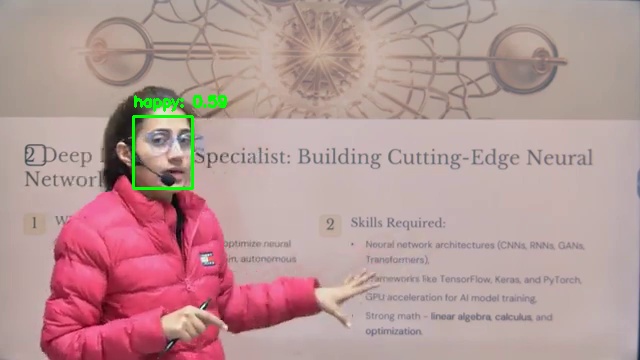 happy: 0.59
2 Deep Specialist: Building Cutting-Edge Neural
Network
1
2 Skills Required:
optimize neural
autonomous
• Neural network architectures (CNNs, RNNs, GANs,
Transformers),
frameworks like TensorFlow, Keras, and PyTorch,
GPU acceleration for AI model training,
• Strong math – linear algebra, calculus, and
optimization.